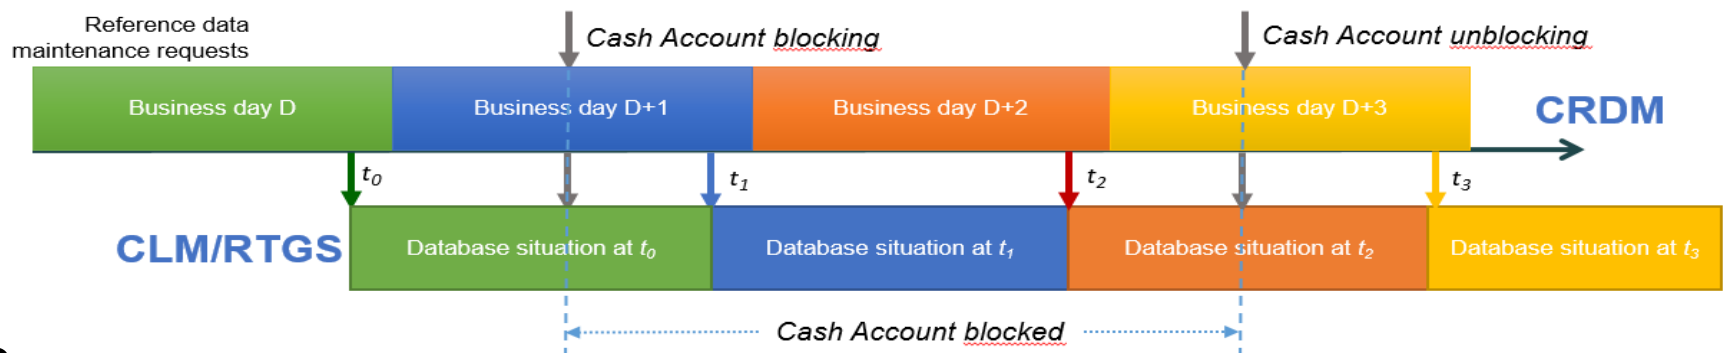 Reference data
maintenance requests
Cash Account blocking
Cash Account unblocking
Business day D
Business day D+1
Business day D+2
Business day D+3
CRDM
t0
t1
t2
t3
CLM/RTGS
Database situation at t0
Database situation at t1
Database situation at t2
Database situation at t3
Cash Account blocked